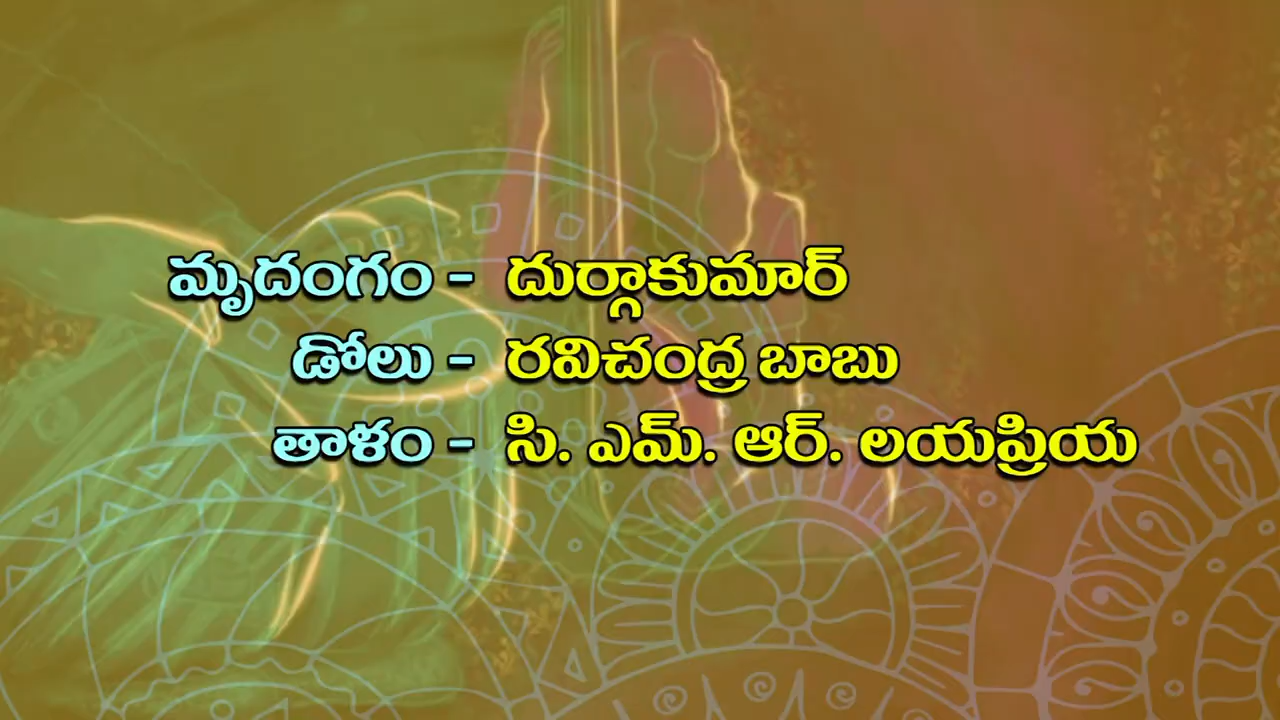 మృదంగం - దుర్గాకుమార్
డోలు - రవిచంద్ర బాబు
తాళం - సి. ఎమ్. ఆర్. లయప్రియ